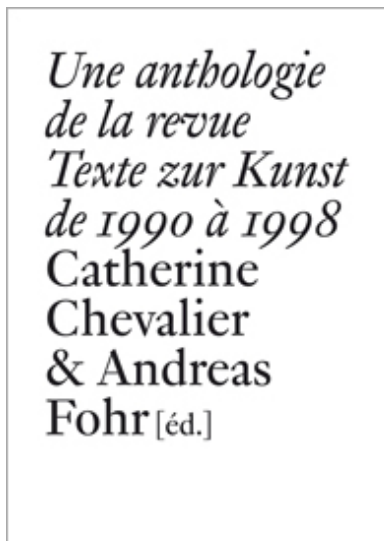 Une anthologie
de la revue
Texte zur Kunst
de 1990 à 1998
Catherine
Chevalier
& Andreas
Fohr [éd.]